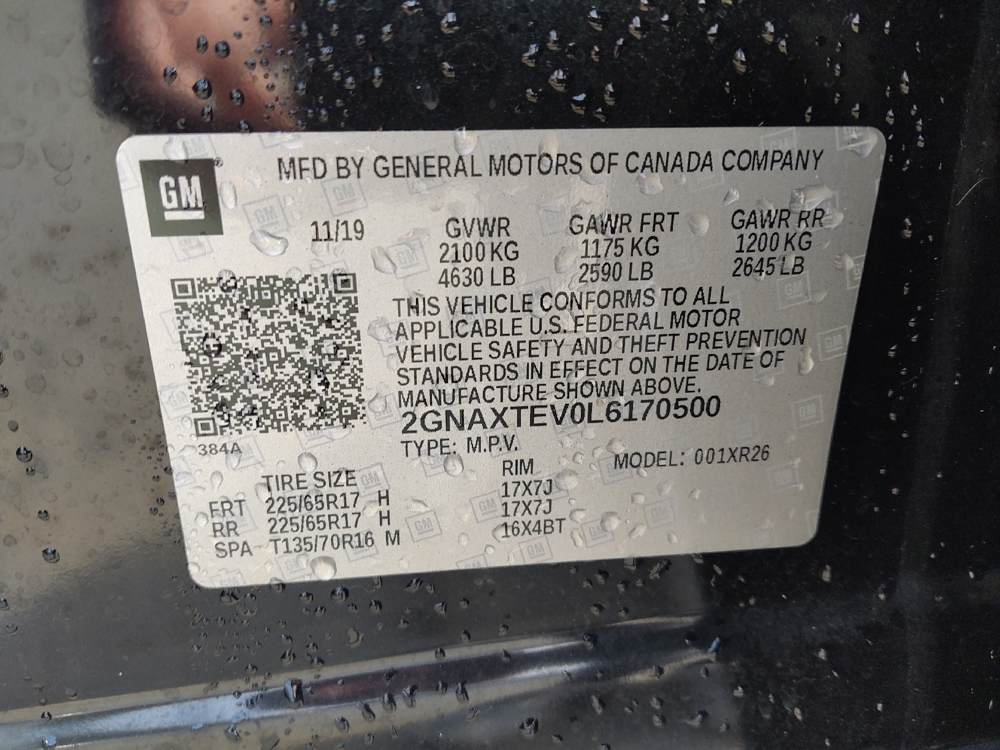 GM
MFD BY GENERAL MOTORS OF CANADA COMPANY
11/19 GVWR GAWR FRT GAWR RR
2100 KG 1175 KG 1200 KG
4630 LB 2590 LB 2645 LB
THIS VEHICLE CONFORMS TO ALL
APPLICABLE U.S. FEDERAL MOTOR
VEHICLE SAFETY AND THEFT PREVENTION
STANDARDS IN EFFECT ON THE DATE OF
MANUFACTURE SHOWN ABOVE.
2GNAXTEV0L6170500
384A
TYPE: M.P.V. MODEL: 001XR26
TIRE SIZE RIM
FRT 225/65R17 H 17X7J
RR 225/65R17 H 17X7J
SPA T135/70R16 M 16X4BT